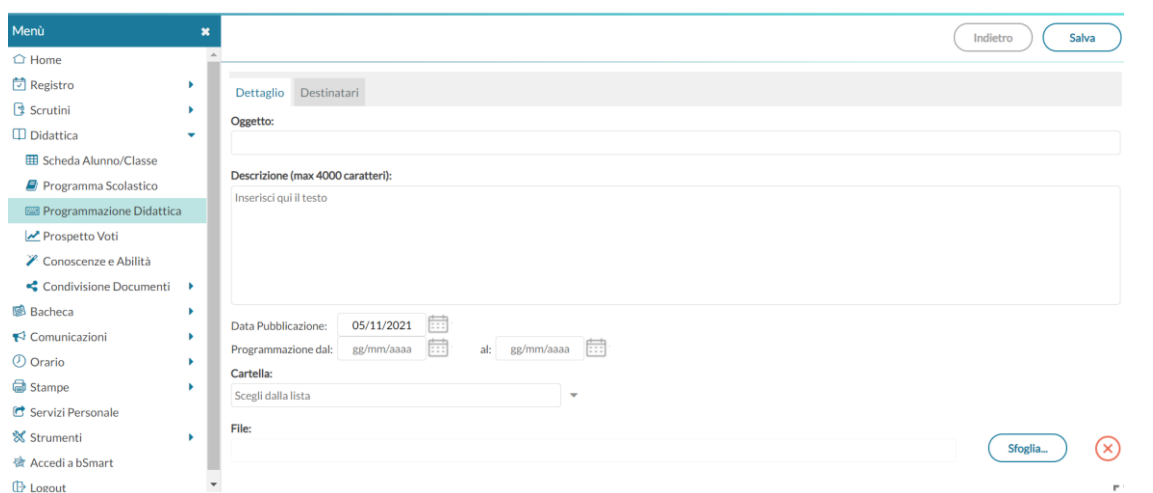 Menù
Indietro
Salva
Home
Registro
Scrutini
Didattica
Scheda Alunno/Classe
Programma Scolastico
Programmazione Didattica
Prospetto Voti
Conoscenze e Abilità
Condivisione Documenti
Bacheca
Comunicazioni
Orario
Stampe
Servizi Personale
Strumenti
Accedi a bSmart
Logout
Dettaglio
Destinatari
Oggetto:
Descrizione (max 4000 caratteri):
Inserisci qui il testo
Data Pubblicazione: 05/11/2021
Programmazione dal: gg/mm/aaaa al: gg/mm/aaaa
Cartella:
Scegli dalla lista
File:
Sfoglia...